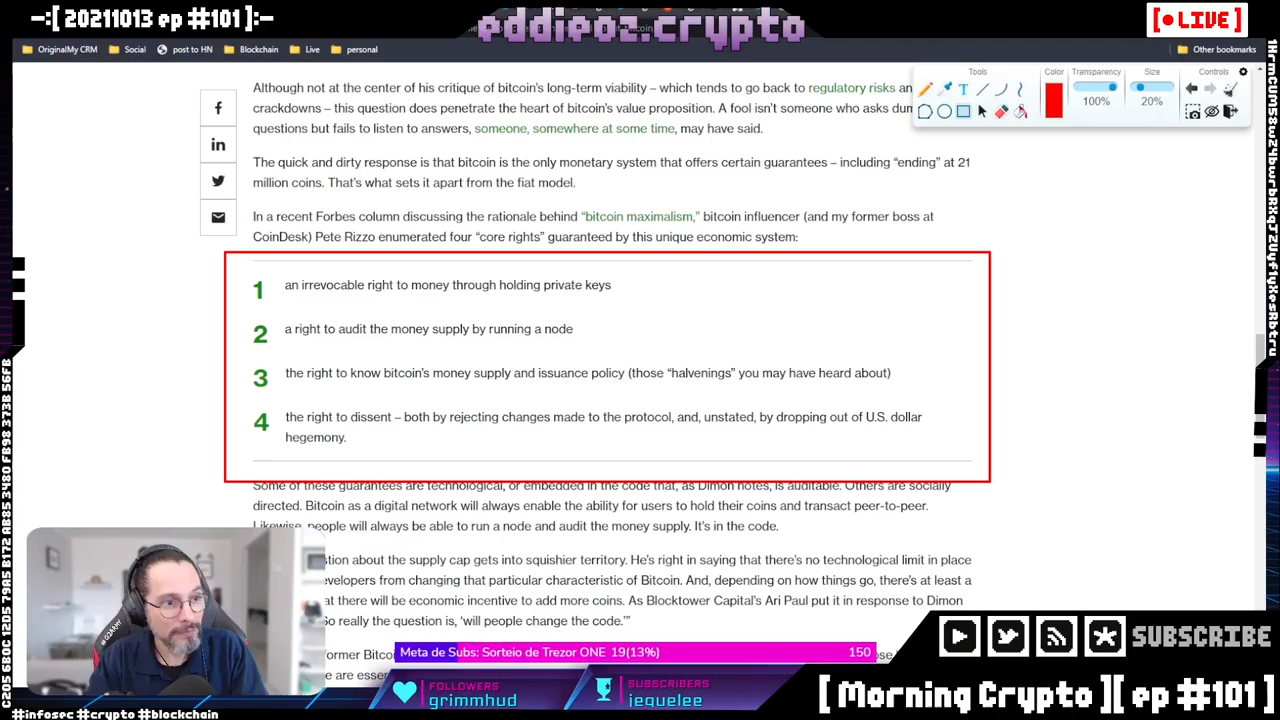 -:[ 20211013 ep #101 ]:-
eddieoz.crypto
[● LIVE]
OriginalMy CRM
Social
post to HN
Blockchain
Live
personal
Other bookmarks
Tools
Color
Transparency
Size
Controls
T
100%
20%
Although not at the center of his critique of bitcoin's long-term viability – which tends to go back to regulatory risks an
crackdowns – this question does penetrate the heart of bitcoin's value proposition. A fool isn't someone who asks dum
questions but fails to listen to answers, someone, somewhere at some time, may have said.
The quick and dirty response is that bitcoin is the only monetary system that offers certain guarantees – including “ending” at 21
million coins. That's what sets it apart from the fiat model.
In a recent Forbes column discussing the rationale behind “bitcoin maximalism,” bitcoin influencer (and my former boss at
CoinDesk) Pete Rizzo enumerated four “core rights” guaranteed by this unique economic system:
1 an irrevocable right to money through holding private keys
2 a right to audit the money supply by running a node
3 the right to know bitcoin's money supply and issuance policy (those “halvenings” you may have heard about)
4 the right to dissent – both by rejecting changes made to the protocol, and, unstated, by dropping out of U.S. dollar
hegemony.
Some of these guarantees are technological, or embedded in the code that, as Dimon notes, is auditable. Others are socially
directed. Bitcoin as a digital network will always enable the ability for users to hold their coins and transact peer-to-peer.
Likewise, people will always be able to run a node and audit the money supply. It's in the code.
stion about the supply cap gets into squishier territory. He's right in saying that there's no technological limit in place
evelopers from changing that particular characteristic of Bitcoin. And, depending on how things go, there's at least a
at there will be economic incentive to add more coins. As Blocktower Capital's Ari Paul put it in response to Dimon
So really the question is, ‘will people change the code.’”
former Bitcoi
e are esse
Meta de Subs: Sorteio de Trezor ONE 19(13%)
150
FOLLOWERS
grimmhud
SUBSCRIBERS
jequelee
SUBSCRIBE
[ Morning Crypto ][ ep #101 ]
#infosec #crypto #blockchain
C205 6B0C 12D5 79A5 B172 AB85 3480 FB98 373B 56FB